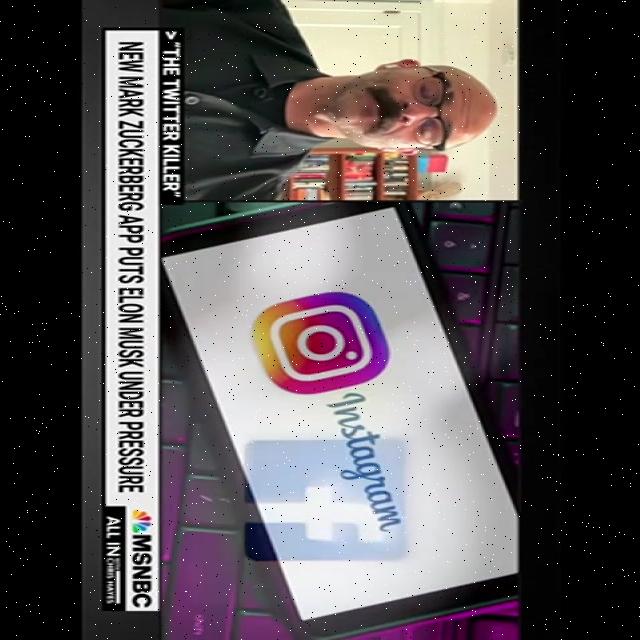 > "THE TWITTER KILLER"
NEW MARK ZUCKERBERG APP PUTS ELON MUSK UNDER PRESSURE
MSNBC
ALL IN
Instagram